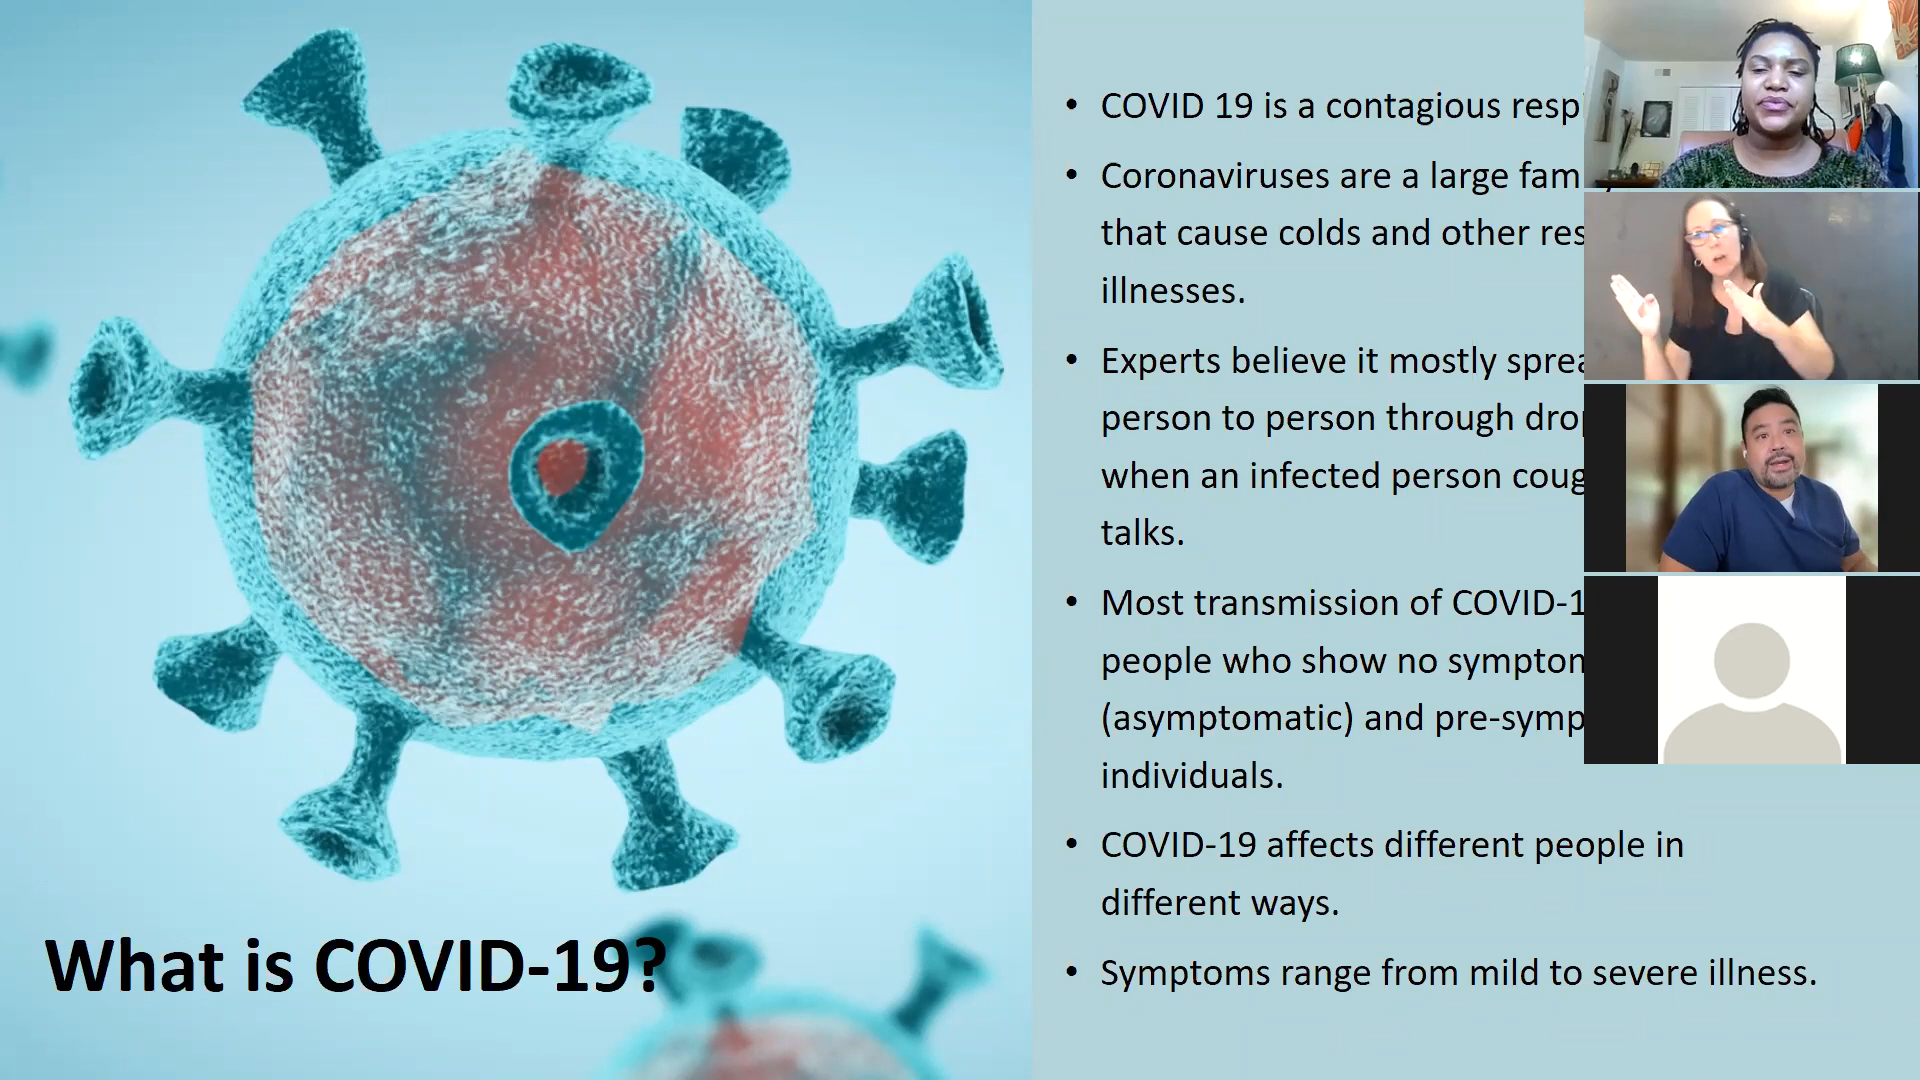 What is COVID-19?
• COVID 19 is a contagious resp
• Coronaviruses are a large fam
that cause colds and other res
illnesses.
• Experts believe it mostly sprea
person to person through dro
when an infected person coug
talks.
• Most transmission of COVID-1
people who show no symptom
(asymptomatic) and pre-symp
individuals.
• COVID-19 affects different people in
different ways.
• Symptoms range from mild to severe illness.